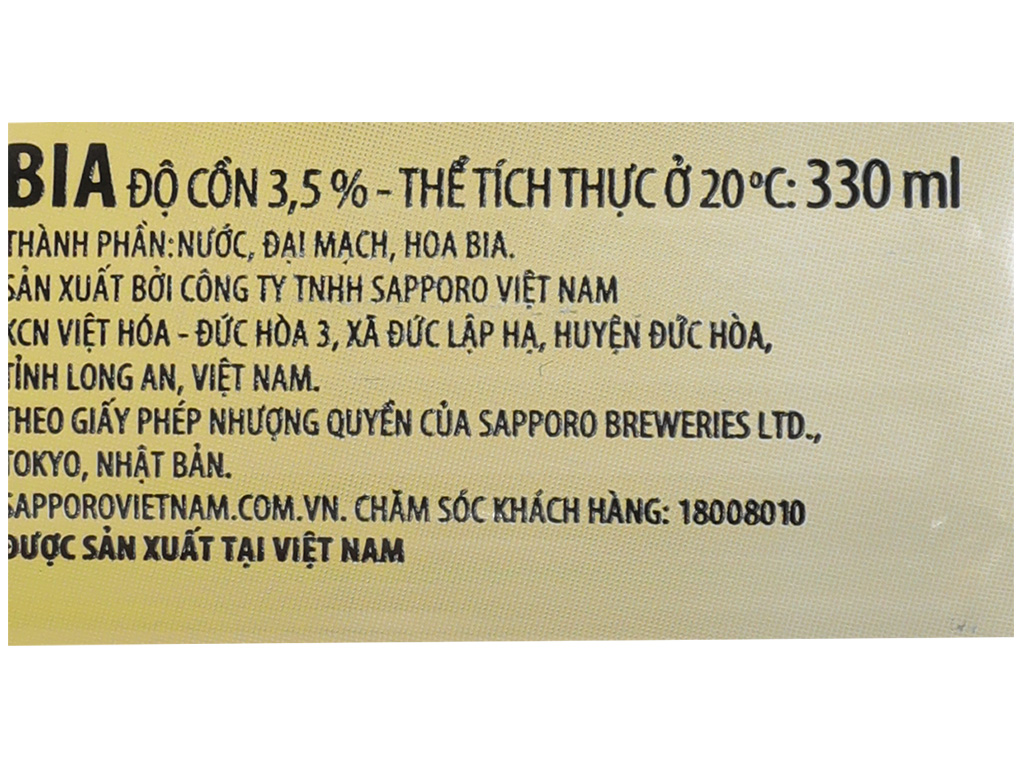 BIA ĐỘ CỒN 3,5 % - THỂ TÍCH THỰC Ở 20 °C: 330 ml
THÀNH PHẦN: NƯỚC, ĐẠI MẠCH, HOA BIA.
SẢN XUẤT BỞI CÔNG TY TNHH SAPPORO VIỆT NAM
KCN VIỆT HÓA - ĐỨC HÒA 3, XÃ ĐỨC LẬP HẠ, HUYỆN ĐỨC HÒA,
TỈNH LONG AN, VIỆT NAM.
THEO GIẤY PHÉP NHƯỢNG QUYỀN CỦA SAPPORO BREWERIES LTD.,
TOKYO, NHẬT BẢN.
SAPPOROVIETNAM.COM.VN. CHĂM SÓC KHÁCH HÀNG: 18008010
ĐƯỢC SẢN XUẤT TẠI VIỆT NAM